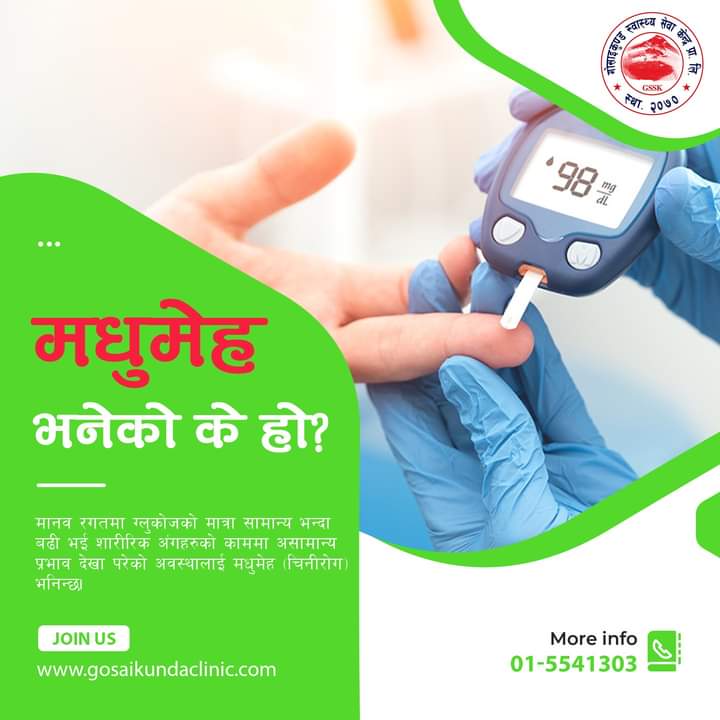 गोसाइकुण्ड स्वास्थ्य सेवा केन्द्र प्रा. लि.
GSSK
स्था. २०७०
98 mg/dL
...
मधुमेह
भनेको के हो?
मानव रगतमा ग्लुकोजको मात्रा सामान्य भन्दा
बढी भई शारीरिक अंगहरुको काममा असामान्य
प्रभाव देखा परेको अवस्थालाई मधुमेह (चिनीरोग)
भनिन्छ।
JOIN US
www.gosaikundaclinic.com
More info
01-5541303